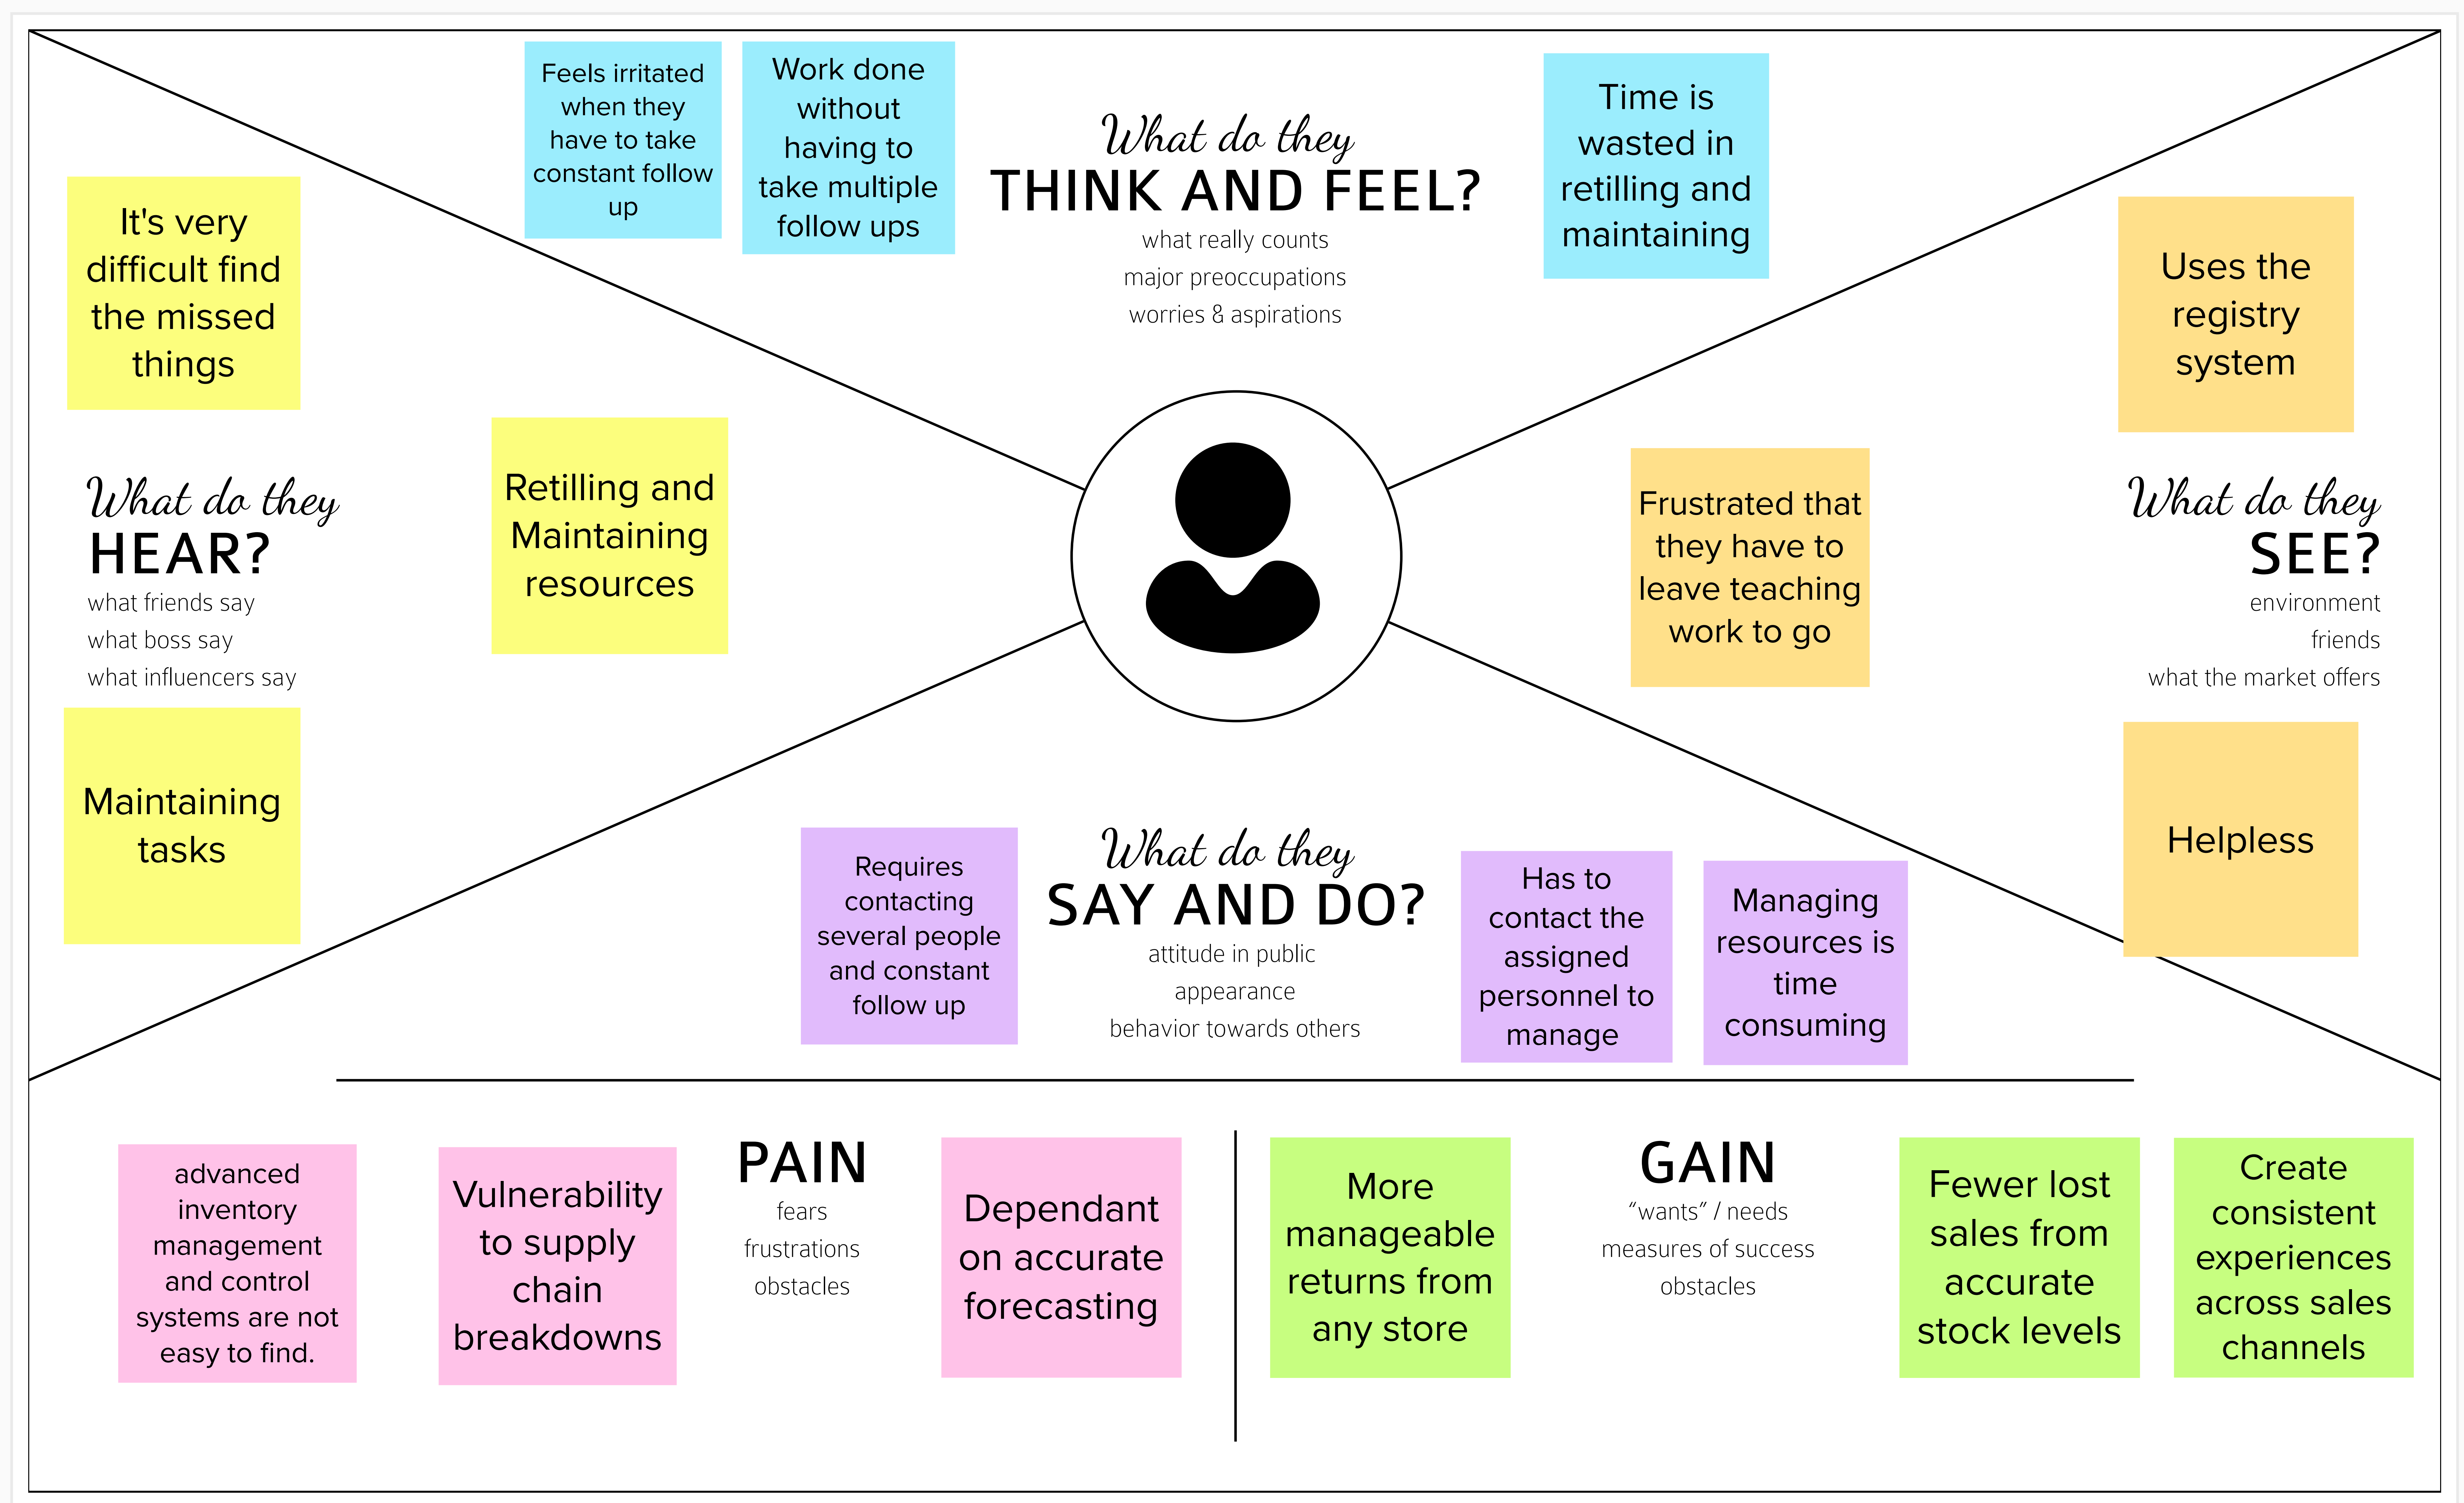 Feels irritated
when they
have to take
constant follow
up
Work done
without
having to
take multiple
follow ups
What do they
THINK AND FEEL?
what really counts
major preoccupations
worries & aspirations
Time is
wasted in
retilling and
maintaining
It's very
difficult find
the missed
things
What do they
HEAR?
what friends say
what boss say
what influencers say
Retilling and
Maintaining
resources
Maintaining
tasks
Uses the
registry
system
Frustrated that
they have to
leave teaching
work to go
What do they
SEE?
environment
friends
what the market offers
Helpless
Requires
contacting
several people
and constant
follow up
What do they
SAY AND DO?
attitude in public
appearance
behavior towards others
Has to
contact the
assigned
personnel to
manage
Managing
resources is
time
consuming
advanced
inventory
management
and control
systems are not
easy to find.
Vulnerability
to supply
chain
breakdowns
PAIN
fears
frustrations
obstacles
Dependant
on accurate
forecasting
More
manageable
returns from
any store
GAIN
“wants” / needs
measures of success
obstacles
Fewer lost
sales from
accurate
stock levels
Create
consistent
experiences
across sales
channels